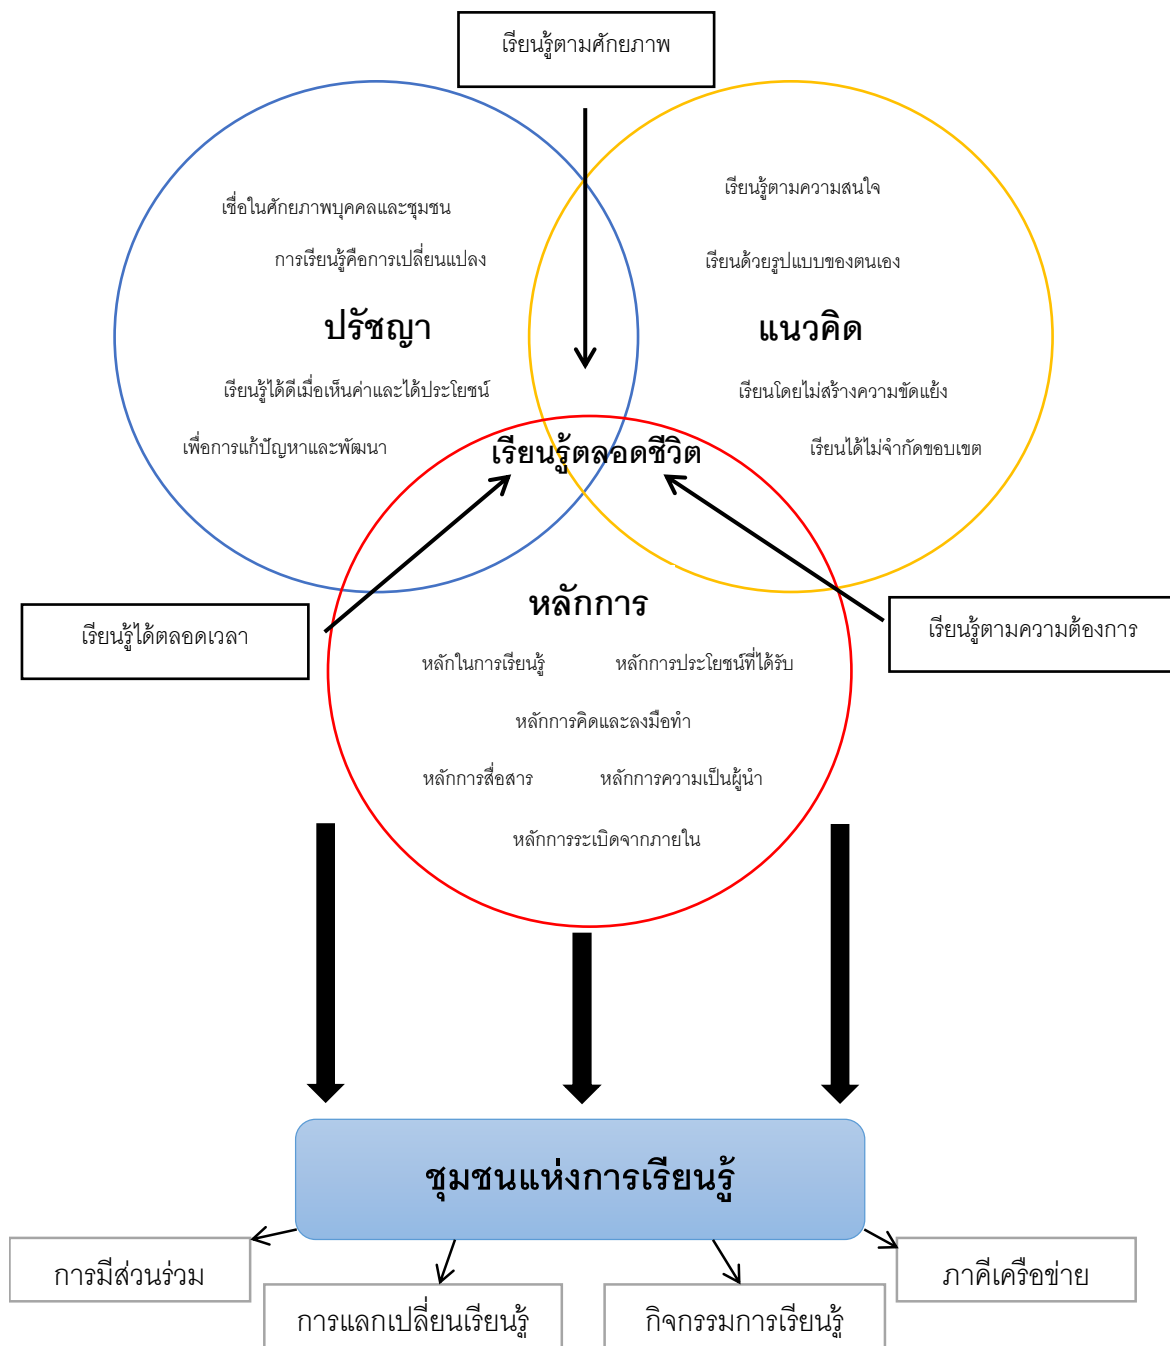 เรียนรู้ตามศักยภาพ
เรียนรู้ตามความสนใจ
เชื่อในศักยภาพบุคคลและชุมชน
การเรียนรู้คือการเปลี่ยนแปลง
เรียนด้วยรูปแบบของตนเอง
ปรัชญา
แนวคิด
เรียนรู้ได้ดีเมื่อเห็นค่าและได้ประโยชน์
เรียนโดยไม่สร้างความขัดแย้ง
เพื่อการแก้ปัญหาและพัฒนา
เรียนรู้ตลอดชีวิต
เรียนได้ไม่จำกัดขอบเขต
หลักการ
เรียนรู้ได้ตลอดเวลา
เรียนรู้ตามความต้องการ
หลักในการเรียนรู้
หลักการประโยชน์ที่ได้รับ
หลักการคิดและลงมือทำ
หลักการสื่อสาร
หลักการความเป็นผู้นำ
หลักการระเบิดจากภายใน
ชุมชนแห่งการเรียนรู้
การมีส่วนร่วม
ภาคีเครือข่าย
การแลกเปลี่ยนเรียนรู้
กิจกรรมการเรียนรู้